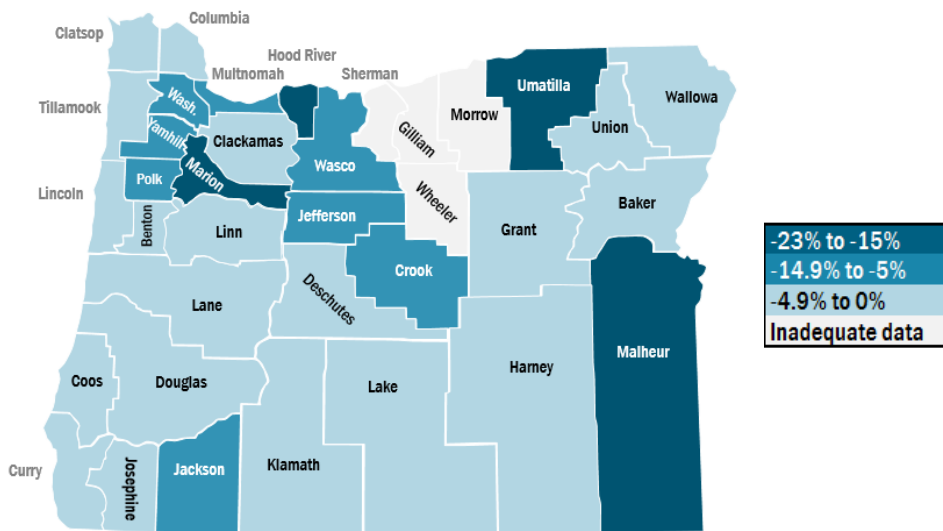 Columbia
Clatsop
Hood River
Multnomah
Sherman
Tillamook
Wash.
Umatilla
Wallowa
Morrow
Gilliam
Union
Yamhill
Clackamas
Wasco
Marion
Polk
Lincoln
Wheeler
Baker
Benton
Jefferson
Linn
Grant
Crook
Deschutes
Lane
Malheur
Harney
Coos
Douglas
Lake
Curry
Josephine
Jackson
Klamath
-23% to -15%
-14.9% to -5%
-4.9% to 0%
Inadequate data